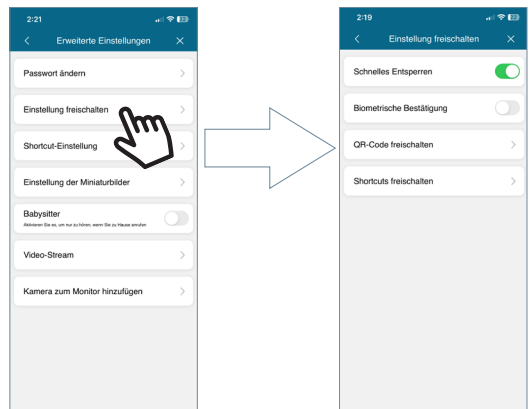 2:21
22
Erweiterte Einstellungen
Passwort ändern
Einstellung freischalten
Shortcut-Einstellung
Einstellung der Miniaturbilder
Babysitter
Aktivieren Sie es, um nur zu hören, wenn Sie zu Hause anrufen
Video-Stream
Kamera zum Monitor hinzufügen
2:19
22
Einstellung freischalten
Schnelles Entsperren
Biometrische Bestätigung
QR-Code freischalten
Shortcuts freischalten